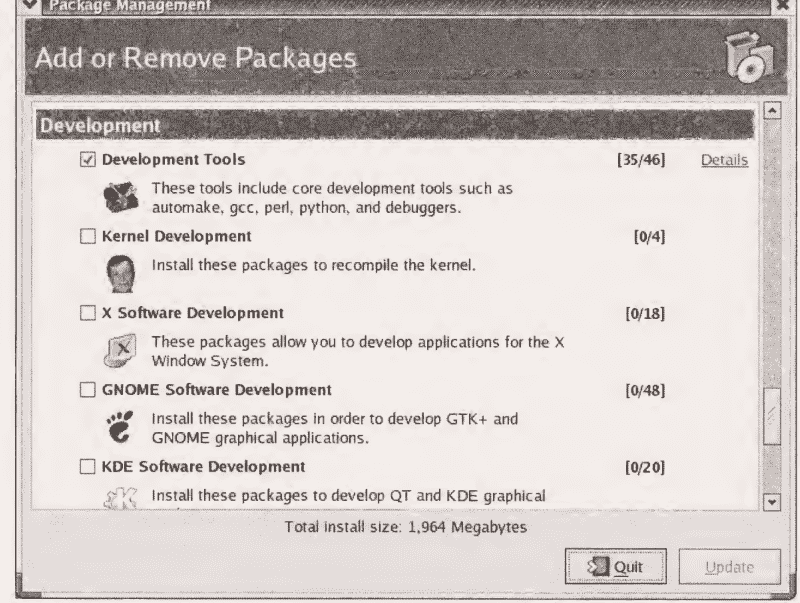 Package Management
Add or Remove Packages
Development
Development Tools [35/46] Details
These tools include core development tools such as
automake, gcc, perl, python, and debuggers.
Kernel Development [0/4]
Install these packages to recompile the kernel.
X Software Development [0/18]
These packages allow you to develop applications for the X
Window System.
GNOME Software Development [0/48]
Install these packages in order to develop GTK+ and
GNOME graphical applications.
KDE Software Development [0/20]
Install these packages to develop QT and KDE graphical
Total install size: 1,964 Megabytes
Quit Update